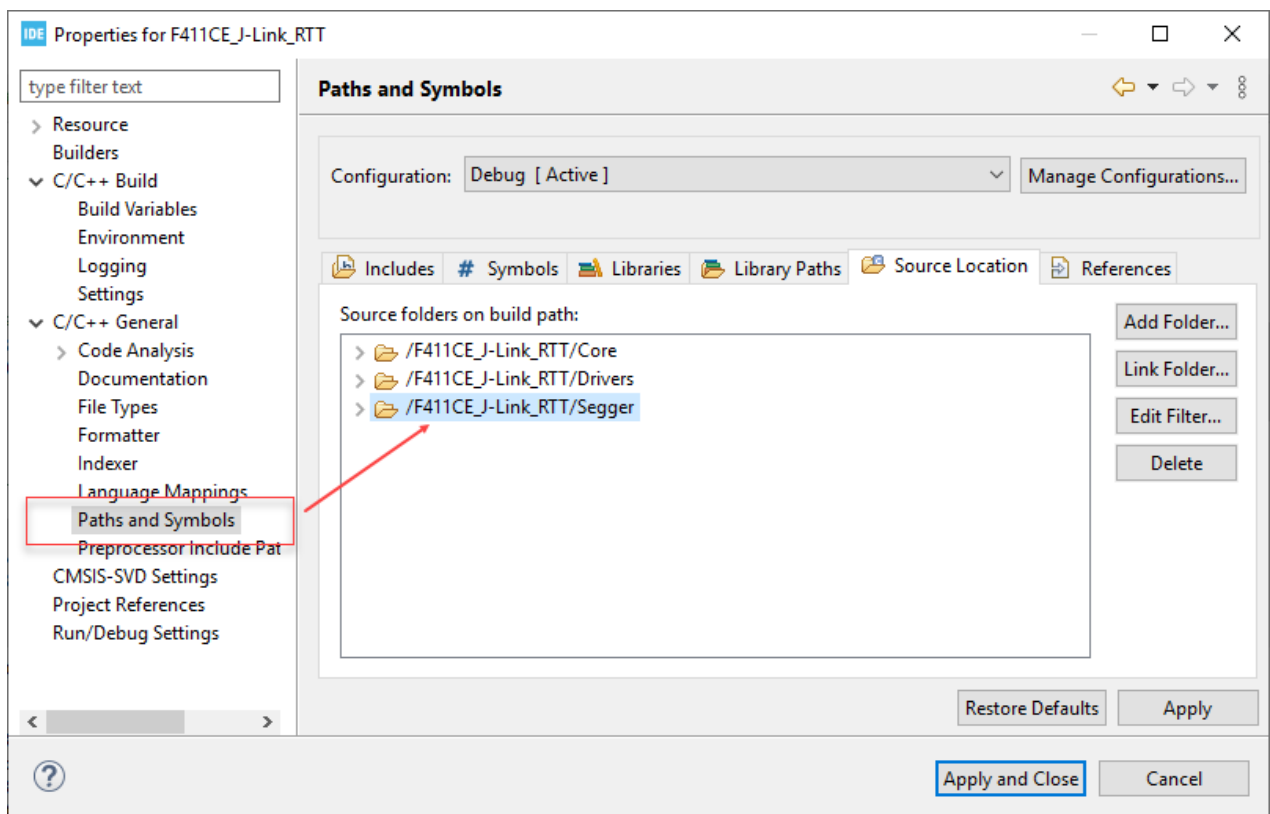 IDE Properties for F411CE_J-Link_RTT
type filter text
Resource
Builders
C/C++ Build
Build Variables
Environment
Logging
Settings
C/C++ General
Code Analysis
Documentation
File Types
Formatter
Indexer
Language Mappings
Paths and Symbols
Preprocessor Include Pat
CMSIS-SVD Settings
Project References
Run/Debug Settings
Paths and Symbols
Configuration: Debug [ Active ] Manage Configurations...
Includes # Symbols Libraries Library Paths Source Location References
Source folders on build path:
/F411CE_J-Link_RTT/Core
/F411CE_J-Link_RTT/Drivers
/F411CE_J-Link_RTT/Segger
Add Folder...
Link Folder...
Edit Filter...
Delete
Restore Defaults Apply
? Apply and Close Cancel